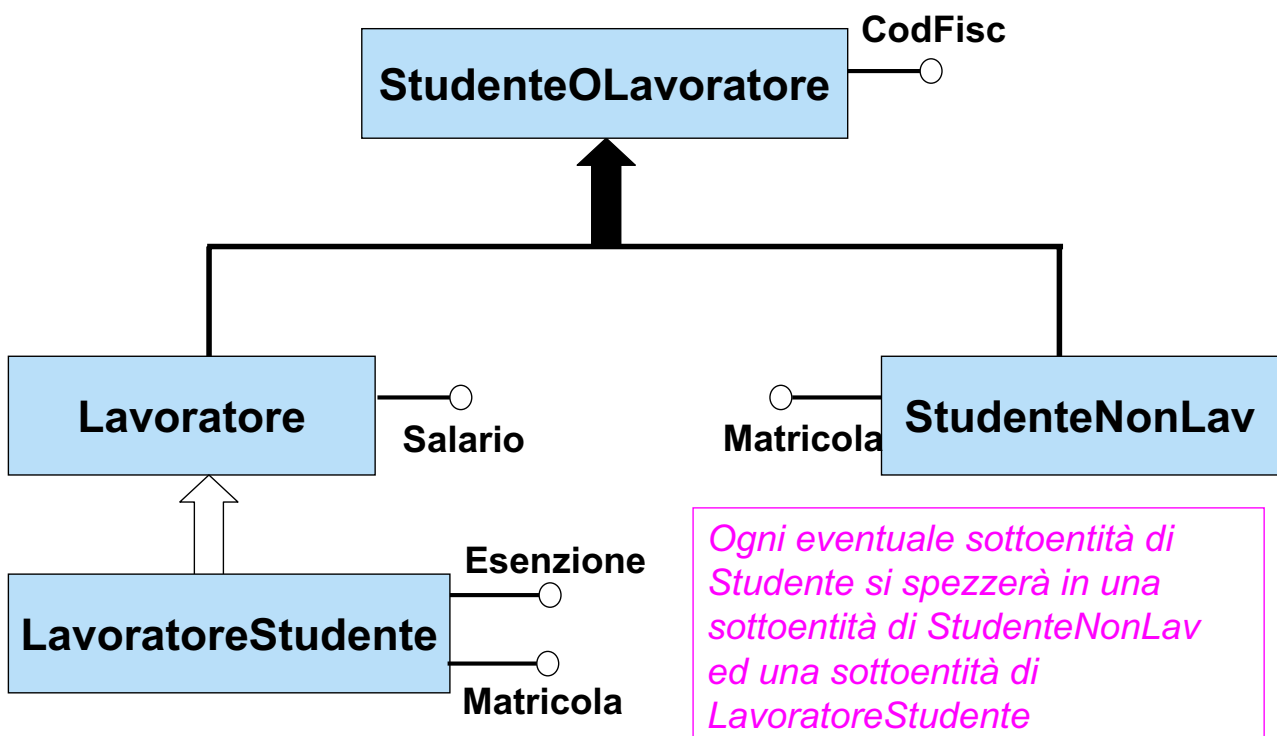 CodFisc
StudenteOLavoratore
Lavoratore
Salario
Matricola
StudenteNonLav
Esenzione
LavoratoreStudente
Matricola
Ogni eventuale sottoentità di
Studente si spezzerà in una
sottoentità di StudenteNonLav
ed una sottoentità di
LavoratoreStudente